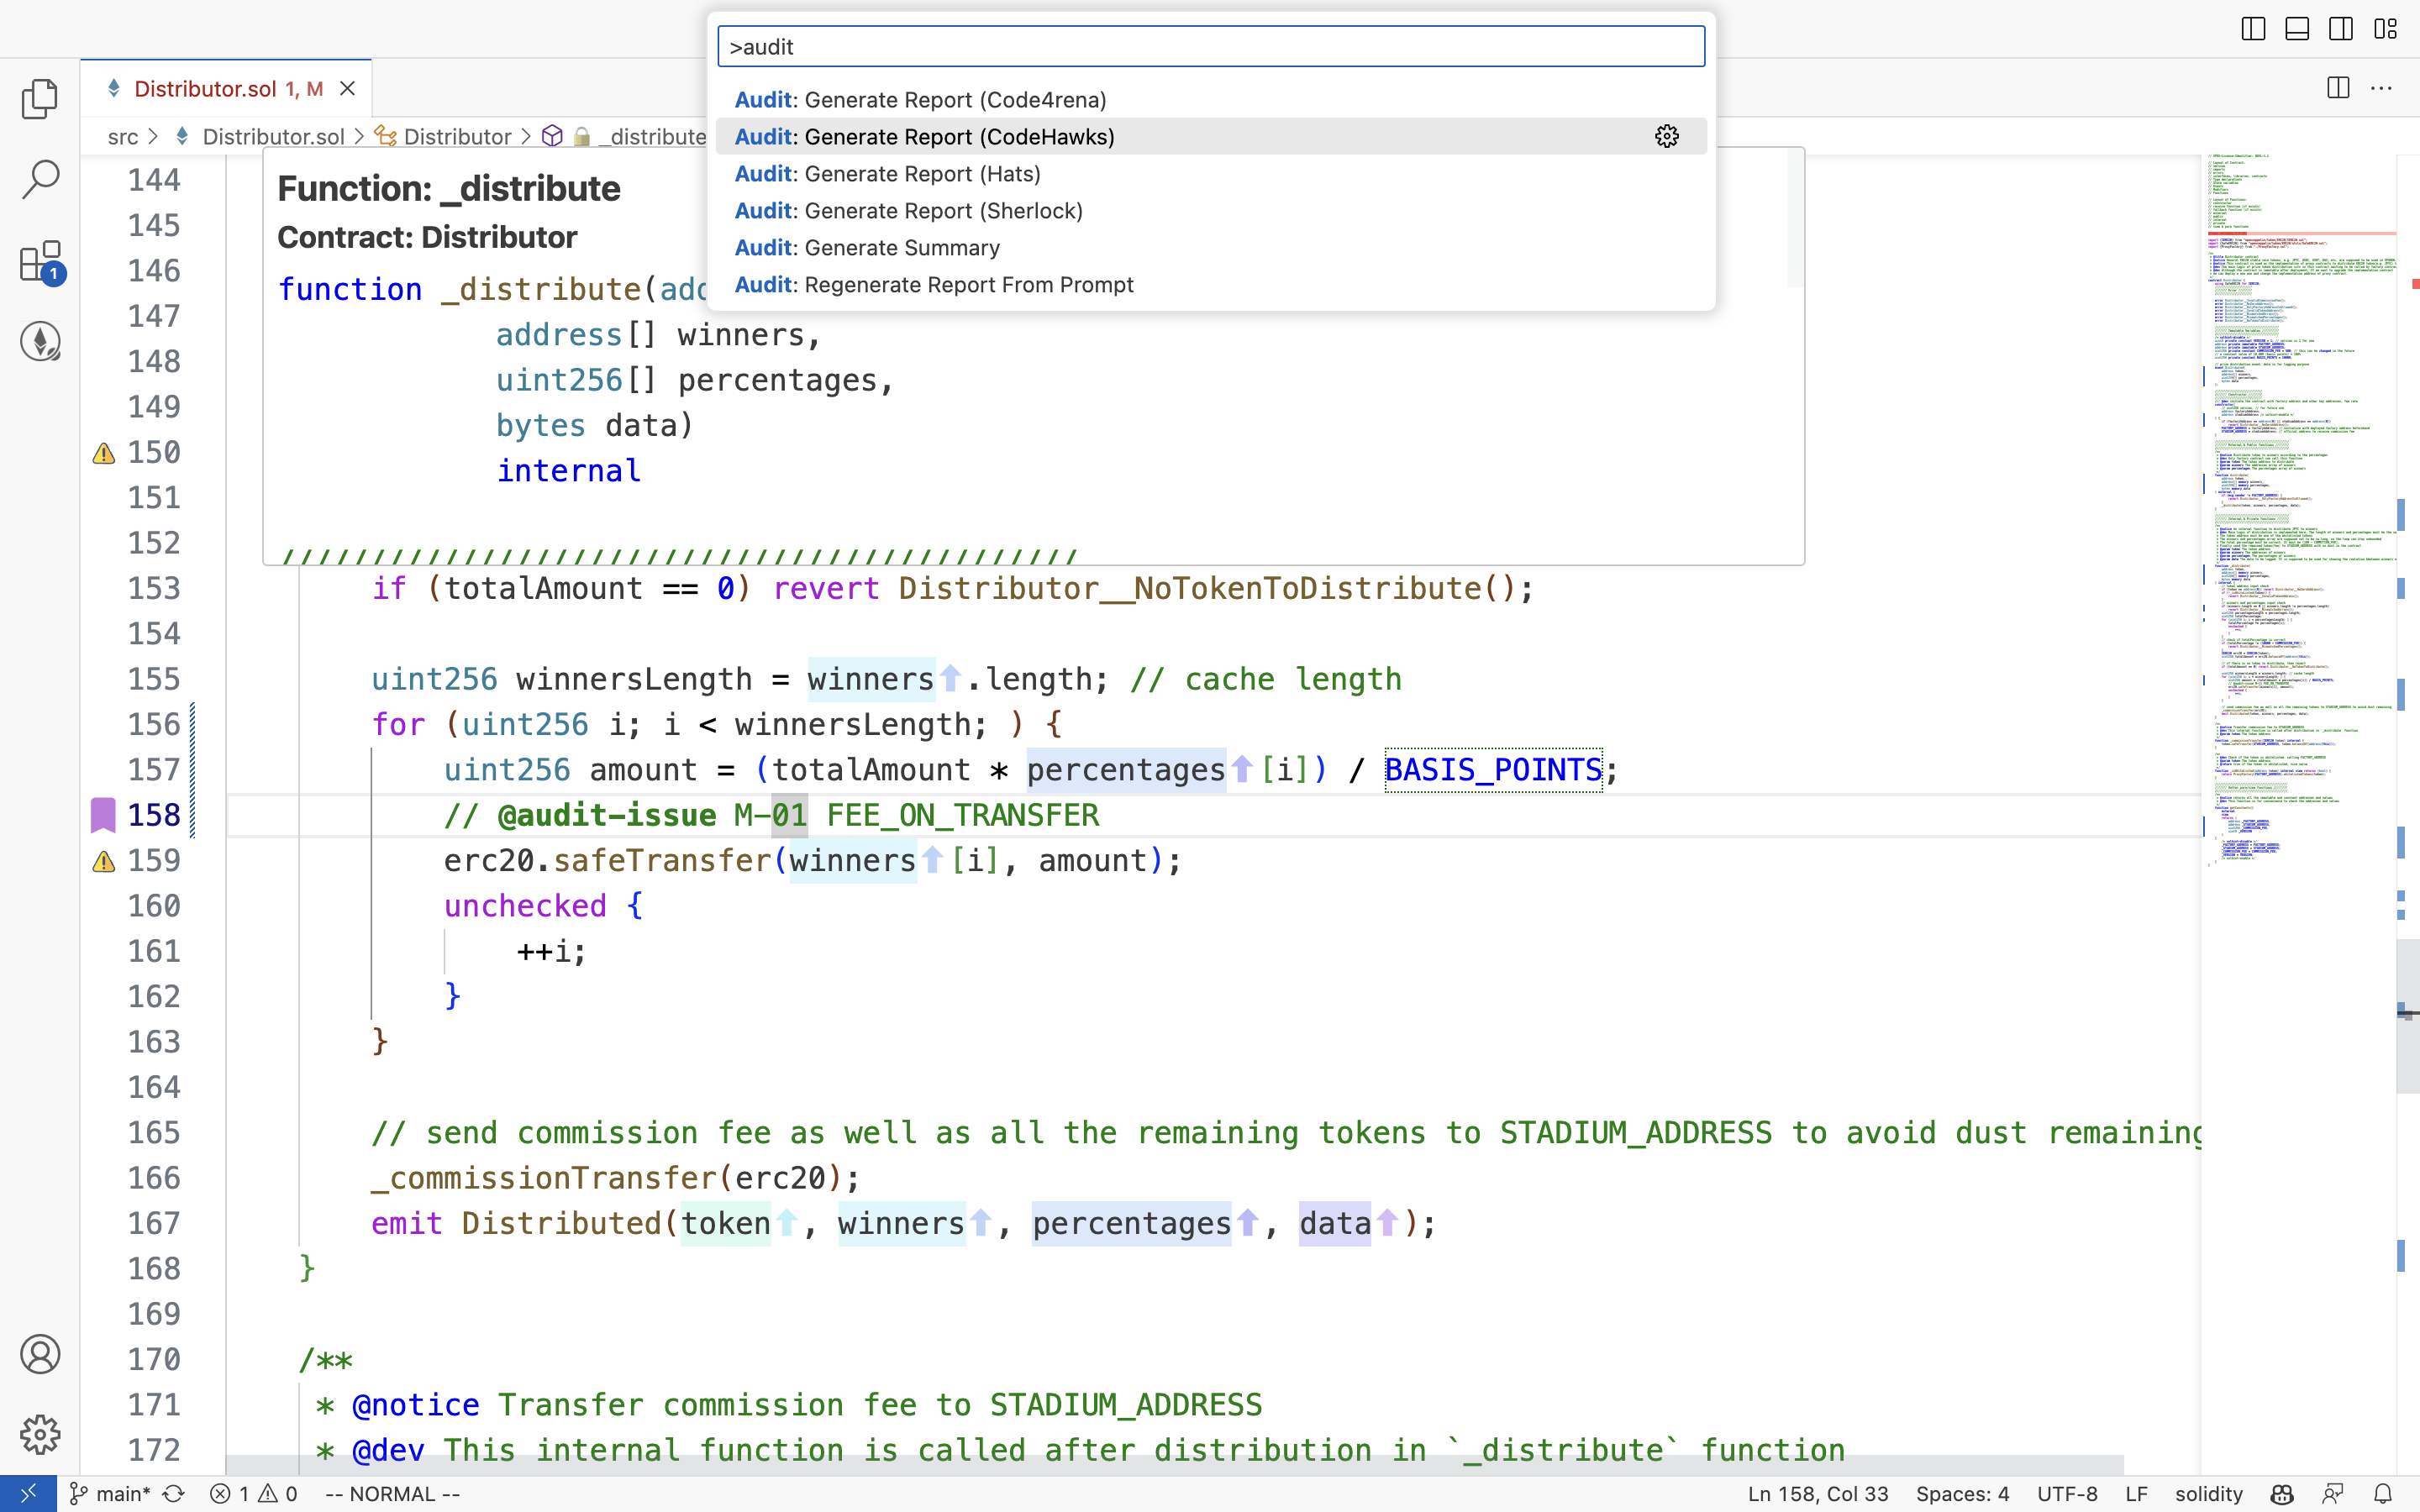 >audit
Audit: Generate Report (Code4rena)
Audit: Generate Report (CodeHawks)
Audit: Generate Report (Hats)
Audit: Generate Report (Sherlock)
Audit: Generate Summary
Audit: Regenerate Report From Prompt
Distributor.sol 1, M
src > Distributor.sol > Distributor > _distribute
1
Function: _distribute
Contract: Distributor
function _distribute(add
address[] winners,
uint256[] percentages,
bytes data)
internal
////////////////////////////////////////////
144
145
146
147
148
149
150
151
152
153 if (totalAmount == 0) revert Distributor__NoTokenToDistribute();
154
155 uint256 winnersLength = winners⬆.length; // cache length
156 for (uint256 i; i < winnersLength; ) {
157 uint256 amount = (totalAmount * percentages⬆[i]) / BASIS_POINTS;
158 // @audit-issue M-01 FEE_ON_TRANSFER
159 erc20.safeTransfer(winners⬆[i], amount);
160 unchecked {
161 ++i;
162 }
163 }
164
165 // send commission fee as well as all the remaining tokens to STADIUM_ADDRESS to avoid dust remaining
166 _commissionTransfer(erc20);
167 emit Distributed(token⬆, winners⬆, percentages⬆, data⬆);
168 }
169
170 /**
171 * @notice Transfer commission fee to STADIUM_ADDRESS
172 * @dev This internal function is called after distribution in `_distribute` function
main* 1 0 -- NORMAL -- Ln 158, Col 33 Spaces: 4 UTF-8 LF solidity